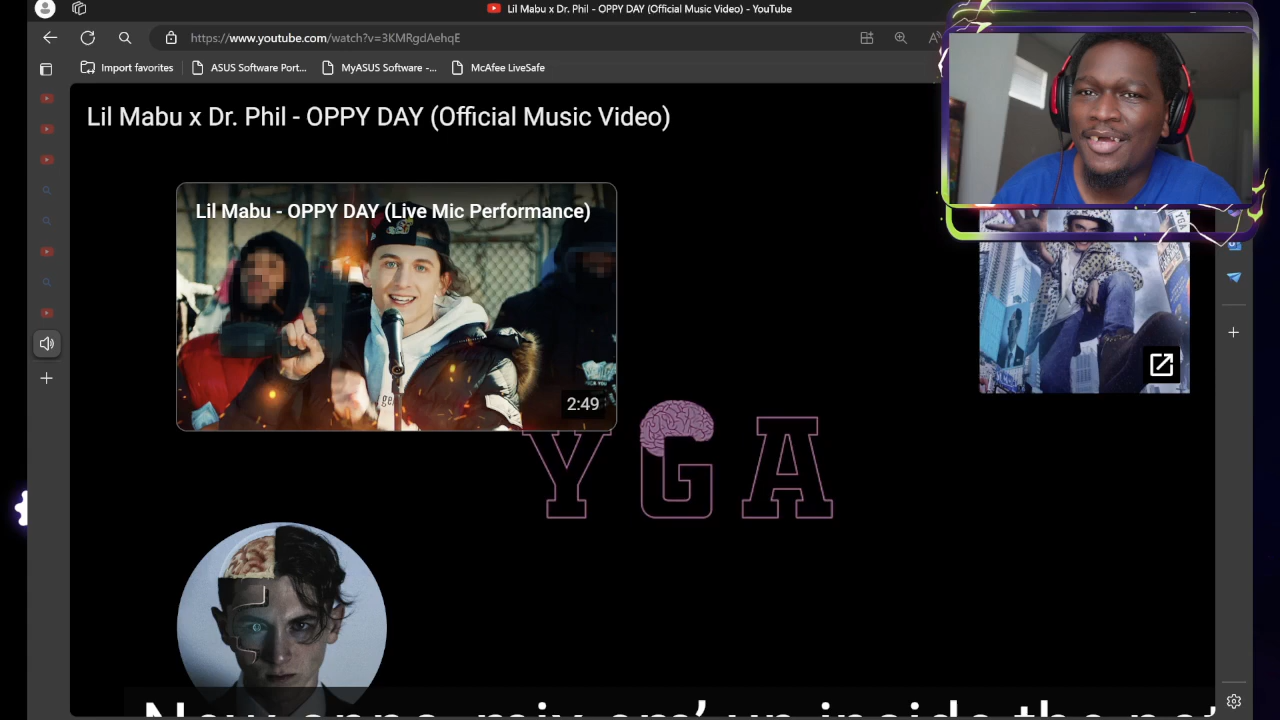 Lil Mabu x Dr. Phil - OPPY DAY (Official Music Video) - YouTube
https://www.youtube.com/watch?v=3KMRgdAehqE
Import favorites
ASUS Software Port...
MyASUS Software -...
McAfee LiveSafe
Lil Mabu x Dr. Phil - OPPY DAY (Official Music Video)
Lil Mabu - OPPY DAY (Live Mic Performance)
2:49
YGA
YGA